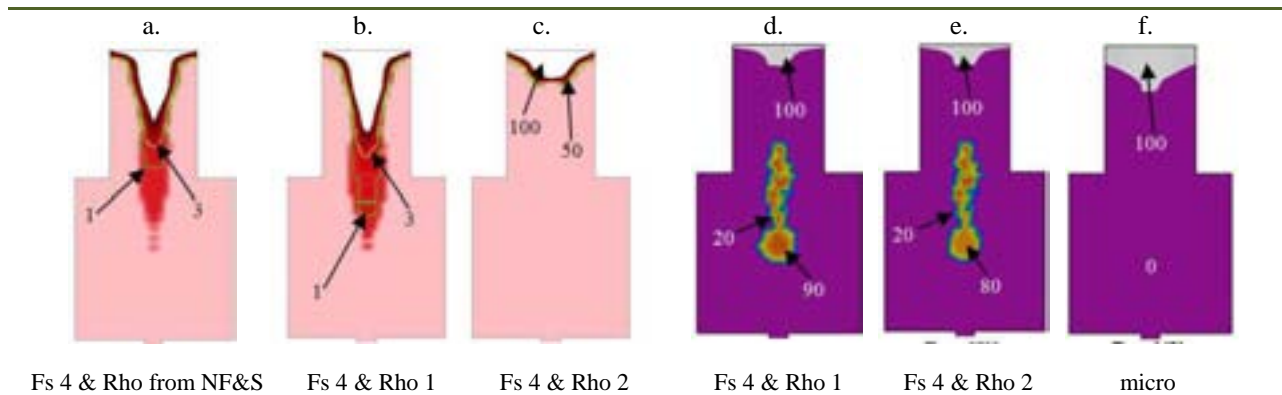 a. b. c. d. e. f.
100 100
100 50 100
1 3 3 20 20
1 90 80 0
Fs 4 & Rho from NF&S Fs 4 & Rho 1 Fs 4 & Rho 2 Fs 4 & Rho 1 Fs 4 & Rho 2 micro